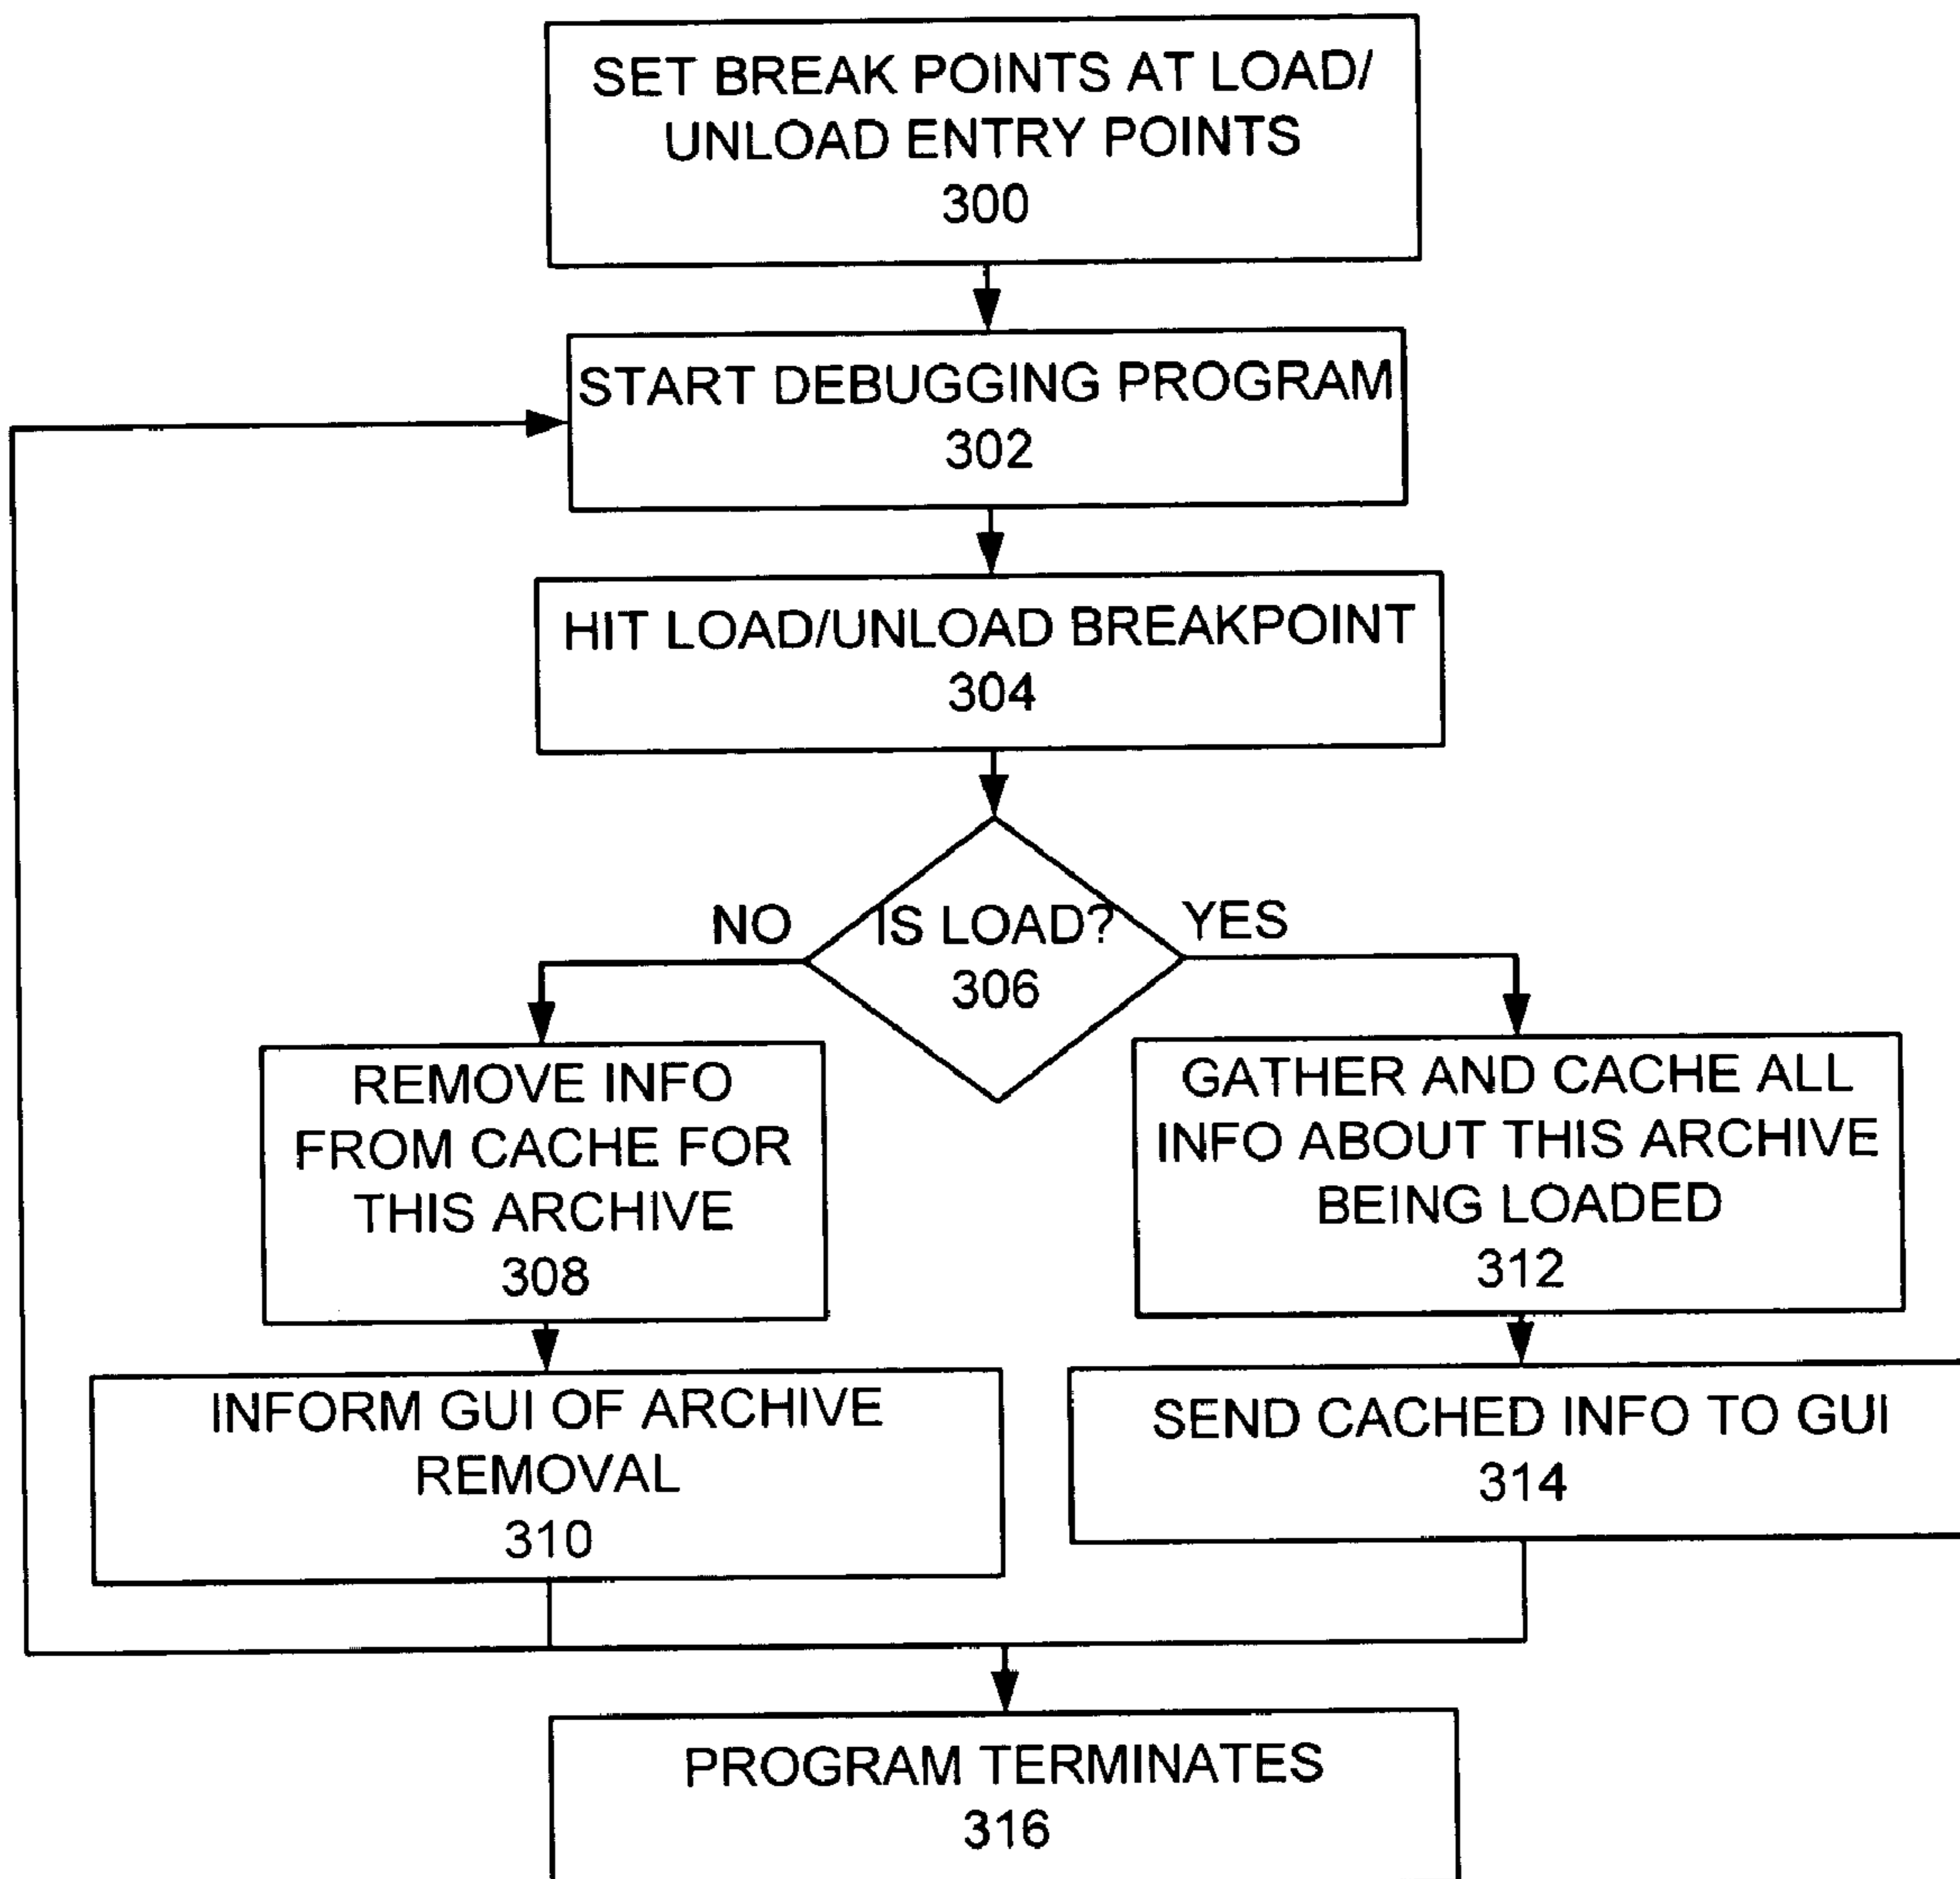 SET BREAK POINTS AT LOAD/
UNLOAD ENTRY POINTS
300
START DEBUGGING PROGRAM
302
HIT LOAD/UNLOAD BREAKPOINT
304
NO
IS LOAD?
YES
306
REMOVE INFO
FROM CACHE FOR
THIS ARCHIVE
308
GATHER AND CACHE ALL
INFO ABOUT THIS ARCHIVE
BEING LOADED
312
INFORM GUI OF ARCHIVE
REMOVAL
310
SEND CACHED INFO TO GUI
314
PROGRAM TERMINATES
316